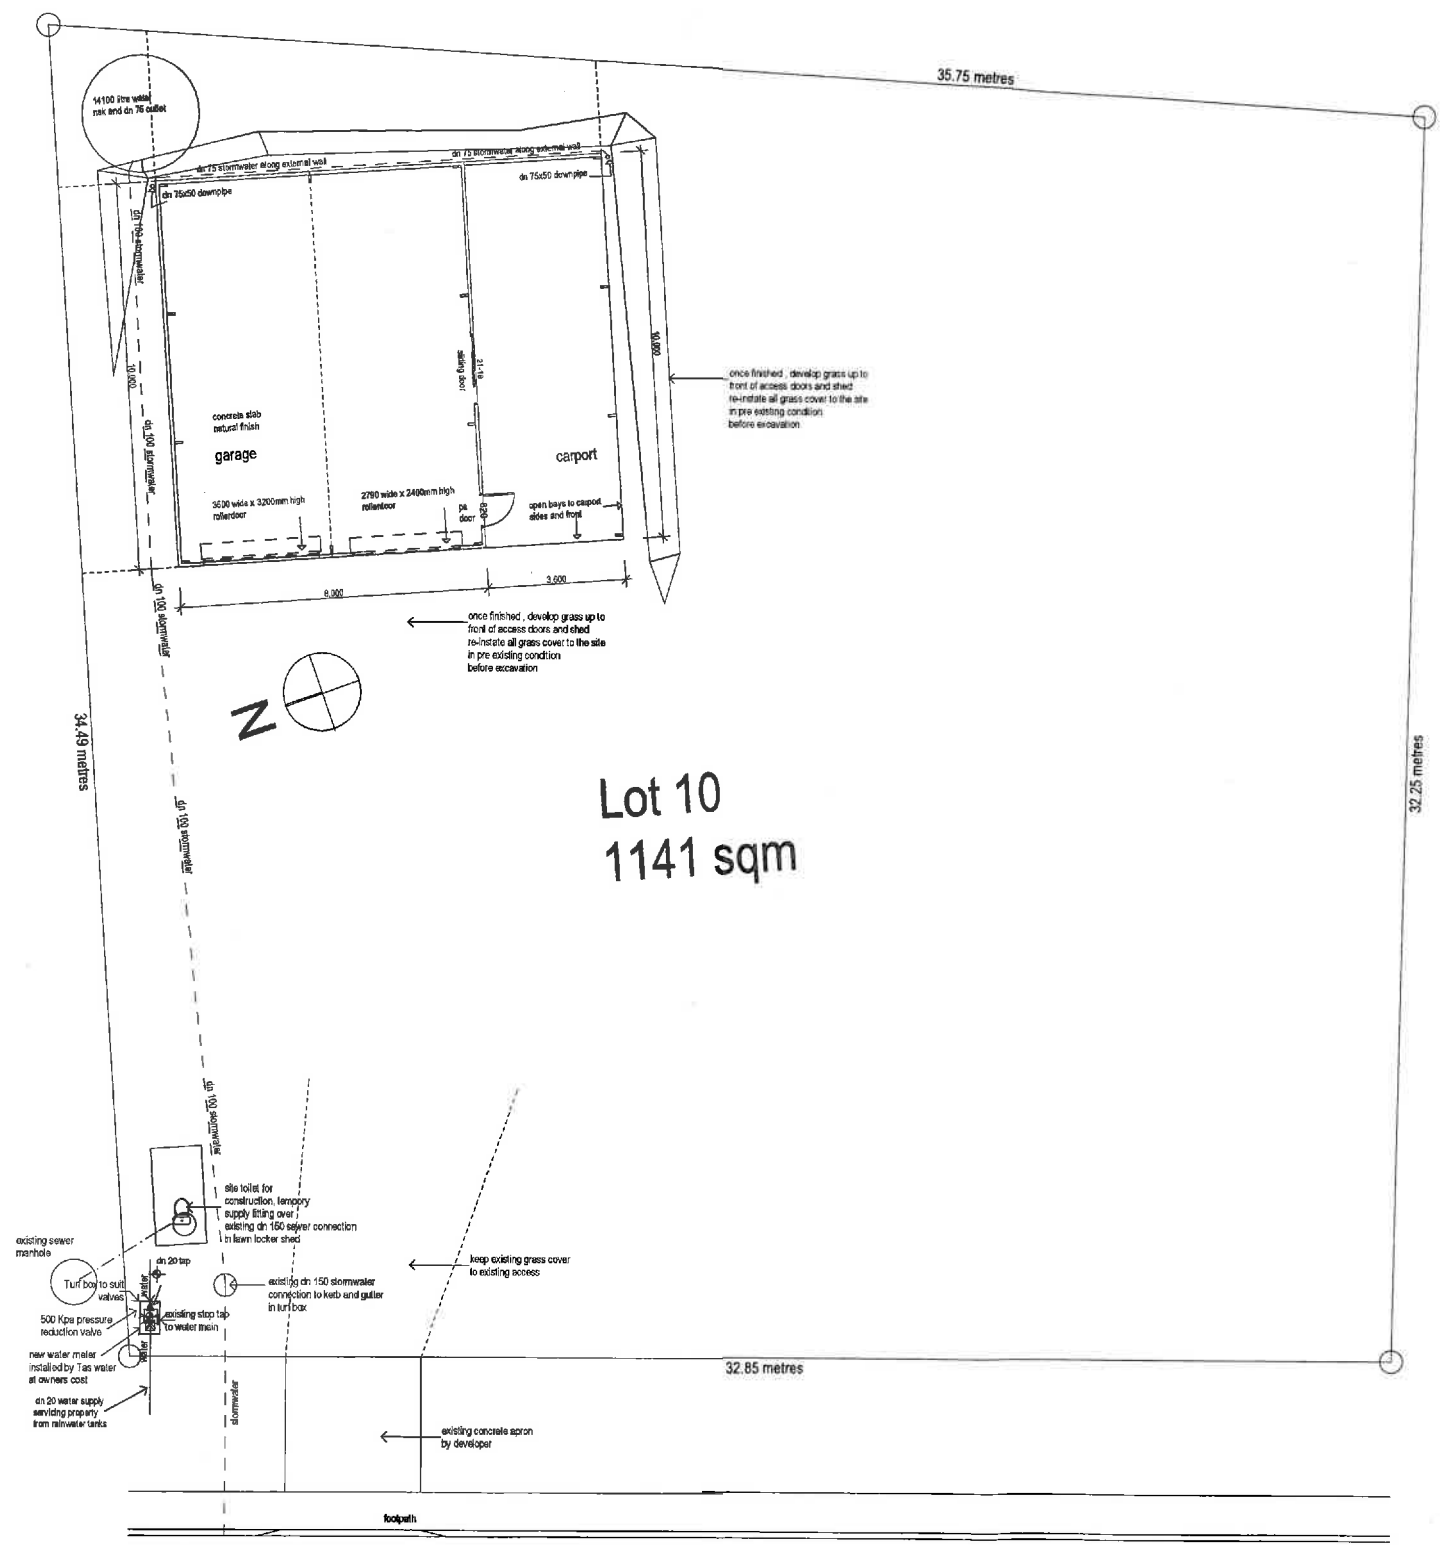 35.75 metres
14100 litre water
nak and dn 75 outlet
dn 75 stormwater along external wall
dn 75 stormwater along external wall
dn 75x50 downpipe
dn 75x50 downpipe
dn 100 stormwater
10,000
10,000
sliding door
21-18
once finished , develop grass up to
front of access doors and shed
re-instate all grass cover to the site
in pre existing condition
before excavation
concrete slab
natural finish
garage
carport
dn 100 stormwater
3500 wide x 3200mm high
rollerdoor
2790 wide x 2400mm high
rollerdoor
pa
door
820
open bays to carport
sides and front
8,000
3,600
dn 100 stormwater
once finished , develop grass up to
front of access doors and shed
re-instate all grass cover to the site
in pre existing condition
before excavation
N
34.49 metres
32.25 metres
Lot 10
1141 sqm
dn 100 stormwater
dn 100 stormwater
site toilet for
construction, tempory
supply fitting over
existing dn 150 sewer connection
in lawn locker shed
existing sewer
manhole
dn 20 tap
water
Turf box to suit
valves
existing dn 150 stormwater
connection to kerb and gutter
in turf box
keep existing grass cover
to existing access
500 Kpa pressure
reduction valve
existing stop tap
to water main
water
new water meter
installed by Tas water
at owners cost
32.85 metres
dn 20 water supply
servicing property
from rainwater tanks
stormwater
existing concrete apron
by developer
footpath